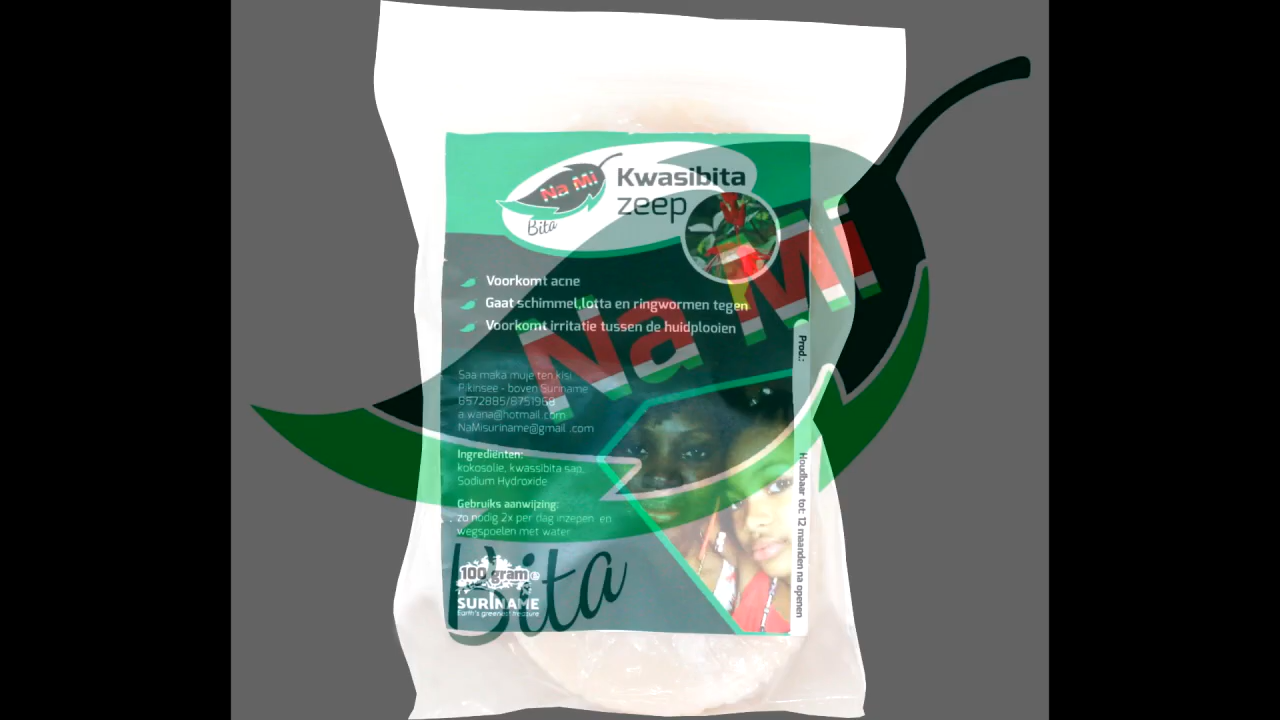 Na Mi
Bita
Kwasibita
zeep
Voorkomt acne
Gaat schimmel,lotta en ringwormen tegen
Voorkomt irritatie tussen de huidplooien
Na Mi
Prod.:
Saa maka muje ten kisi
Pikinsee - boven Suriname
8572885/8751968
a.wana@hotmail.com
NaMisuriname@gmail .com
Ingrediënten:
kokosolie, kwassibita sap,
Sodium Hydroxide
Gebruiks aanwijzing:
zo nodig 2x per dag inzepen en
wegspoelen met water
Houdbaar tot: 12 maanden na openen
Bita
100 gram
SURINAME
Earth's greenest treasure